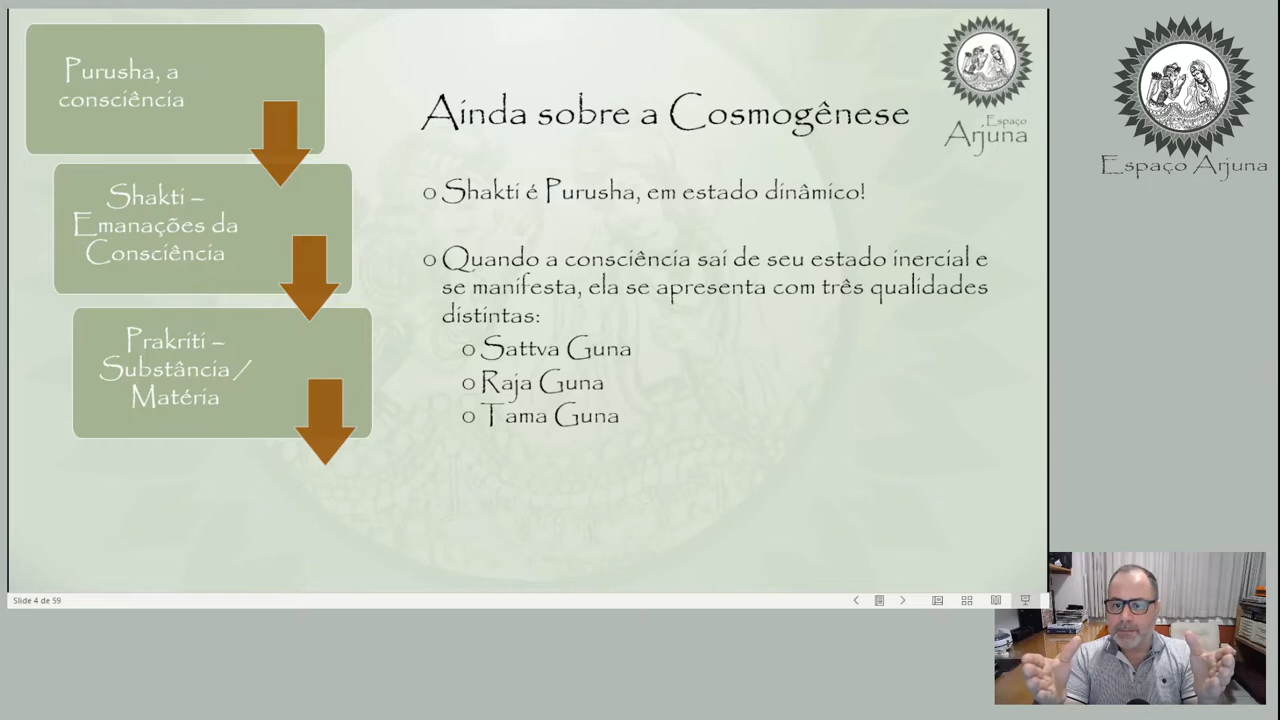 Purusha, a
consciência
Shakti –
Emanações da
Consciência
Prakriti –
Substância /
Matéria
Ainda sobre a Cosmogênese
Espaço
Arjuna
o Shakti é Purusha, em estado dinâmico!
o Quando a consciência sai de seu estado inercial e
se manifesta, ela se apresenta com três qualidades
distintas:
o Sattva Guna
o Raja Guna
o Tama Guna
Slide 4 de 59
Espaço Arjuna